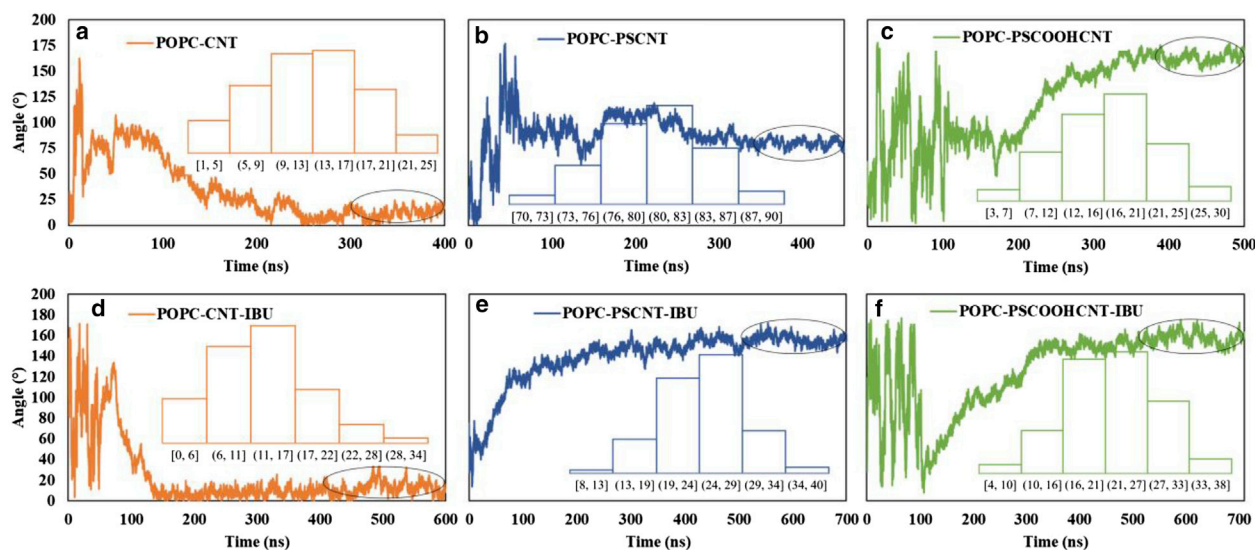 a
POPC-CNT
Angle (°)
200
175
150
125
100
75
50
25
0
[1, 5] (5, 9] (9, 13] (13, 17] (17, 21] (21, 25]
0 100 200 300 400
Time (ns)
b
POPC-PSCNT
[70, 73] (73, 76] (76, 80] (80, 83] (83, 87] (87, 90]
0 100 200 300 400
Time (ns)
c
POPC-PSCOOHCNT
[3, 7] (7, 12] (12, 16] (16, 21] (21, 25] (25, 30]
0 100 200 300 400 500
Time (ns)
d
POPC-CNT-IBU
Angle (°)
200
180
160
140
120
100
80
60
40
20
0
[0, 6] (6, 11] (11, 17] (17, 22] (22, 28] (28, 34]
0 100 200 300 400 500 600
Time (ns)
e
POPC-PSCNT-IBU
[8, 13] (13, 19] (19, 24] (24, 29] (29, 34] (34, 40]
0 100 200 300 400 500 600 700
Time (ns)
f
POPC-PSCOOHCNT-IBU
[4, 10] (10, 16] (16, 21] (21, 27] (27, 33] (33, 38]
0 100 200 300 400 500 600 700
Time (ns)